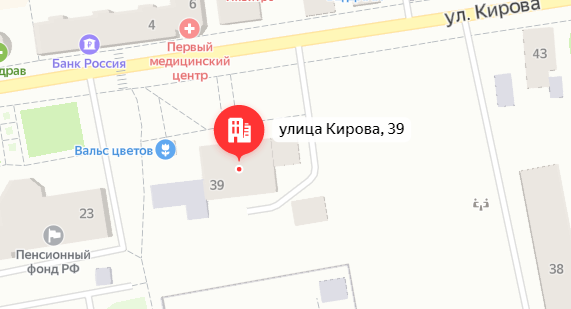 6
4
ул. Кирова
Банк Россия
Первый
медицинский
центр
43
драв
улица Кирова, 39
Вальс цветов
39
23
Пенсионный
фонд РФ
38